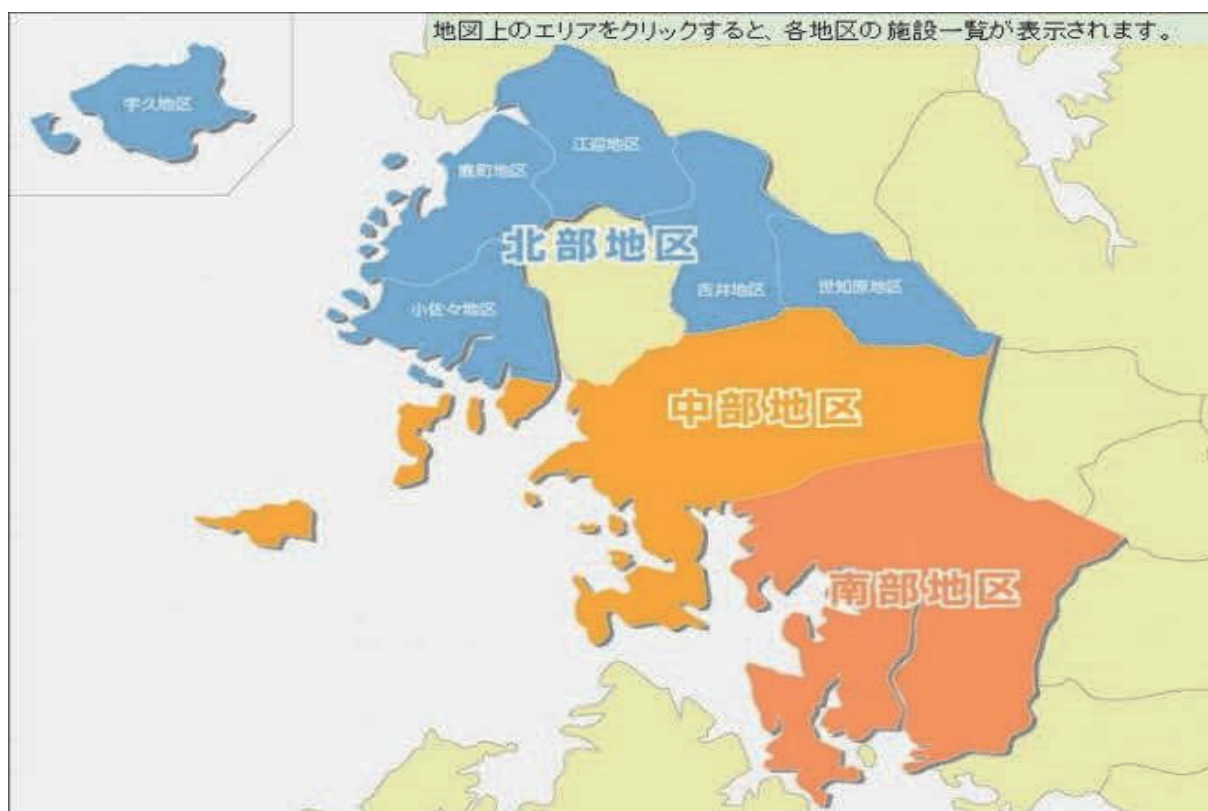 地図上のエリアをクリックすると、各地区の施設一覧が表示されます。
宇久地区
江迎地区
鹿町地区
北部地区
吉井地区
世知原地区
小佐々地区
中部地区
南部地区